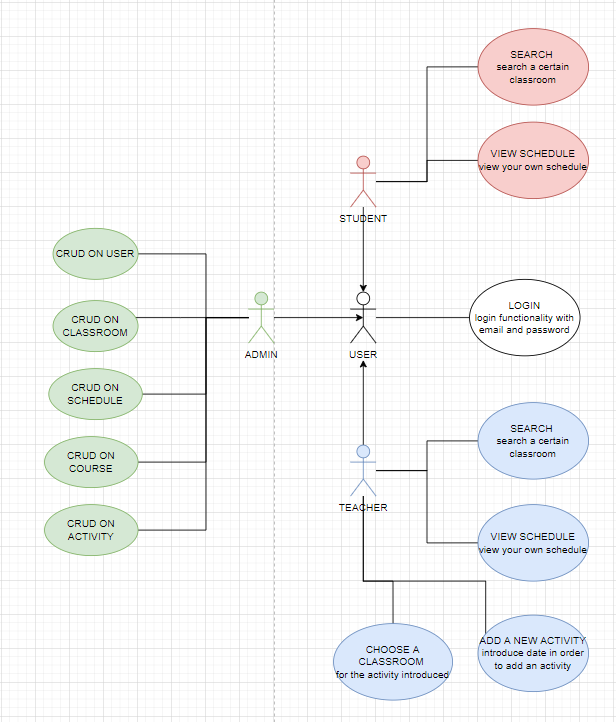 SEARCH
search a certain
classroom
VIEW SCHEDULE
view your own schedule
STUDENT
CRUD ON USER
CRUD ON
CLASSROOM
CRUD ON
SCHEDULE
CRUD ON
COURSE
CRUD ON
ACTIVITY
ADMIN
USER
LOGIN
login functionality with
email and password
SEARCH
search a certain
classroom
TEACHER
VIEW SCHEDULE
view your own schedule
CHOOSE A
CLASSROOM
for the activity introduced
ADD A NEW ACTIVITY
introduce date in order
to add an activity